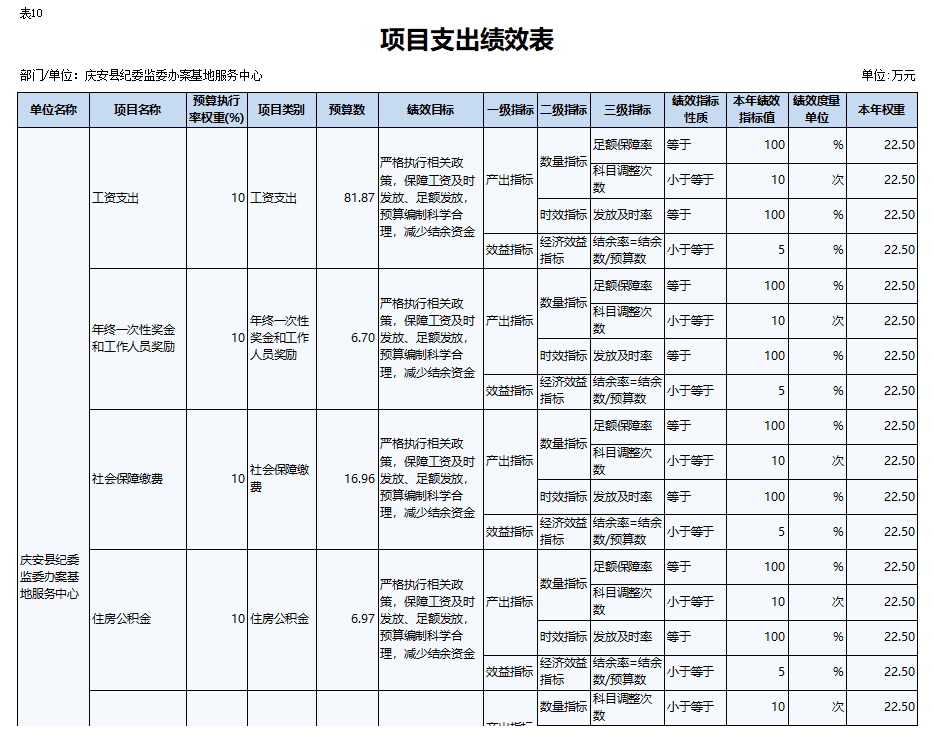 表10
项目支出绩效表
部门/单位：庆安县纪委监委办案基地服务中心 单位:万元
单位名称 项目名称 预算执行率权重(%) 项目类别 预算数 绩效目标 一级指标 二级指标 三级指标 绩效指标性质 本年绩效指标值 绩效度量单位 本年权重
庆安县纪委监委办案基地服务中心
工资支出 10 工资支出 81.87 严格执行相关政策，保障工资及时发放、足额发放，预算编制科学合理，减少结余资金
产出指标 数量指标 足额保障率 等于 100 % 22.50
科目调整次数 小于等于 10 次 22.50
时效指标 发放及时率 等于 100 % 22.50
效益指标 经济效益指标 结余率=结余数/预算数 小于等于 5 % 22.50
年终一次性奖金和工作人员奖励 10 年终一次性奖金和工作人员奖励 6.70 严格执行相关政策，保障工资及时发放、足额发放，预算编制科学合理，减少结余资金
产出指标 数量指标 足额保障率 等于 100 % 22.50
科目调整次数 小于等于 10 次 22.50
时效指标 发放及时率 等于 100 % 22.50
效益指标 经济效益指标 结余率=结余数/预算数 小于等于 5 % 22.50
社会保障缴费 10 社会保障缴费 16.96 严格执行相关政策，保障工资及时发放、足额发放，预算编制科学合理，减少结余资金
产出指标 数量指标 足额保障率 等于 100 % 22.50
科目调整次数 小于等于 10 次 22.50
时效指标 发放及时率 等于 100 % 22.50
效益指标 经济效益指标 结余率=结余数/预算数 小于等于 5 % 22.50
住房公积金 10 住房公积金 6.97 严格执行相关政策，保障工资及时发放、足额发放，预算编制科学合理，减少结余资金
产出指标 数量指标 足额保障率 等于 100 % 22.50
科目调整次数 小于等于 10 次 22.50
时效指标 发放及时率 等于 100 % 22.50
效益指标 经济效益指标 结余率=结余数/预算数 小于等于 5 % 22.50
数量指标 科目调整次数 小于等于 10 次 22.50